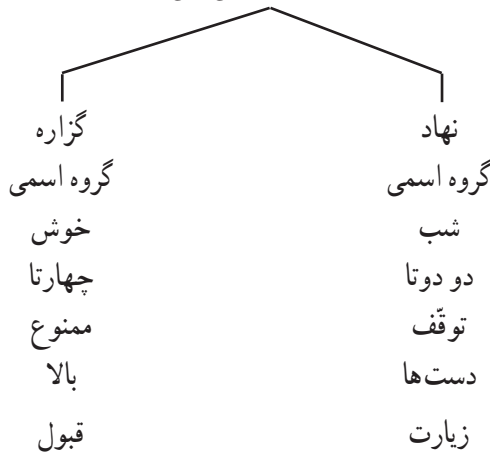 نهاد گزاره
گروه اسمی گروه اسمی
شب خوش
دو دوتا چهارتا
توقّف ممنوع
دست‌ها بالا
زیارت قبول